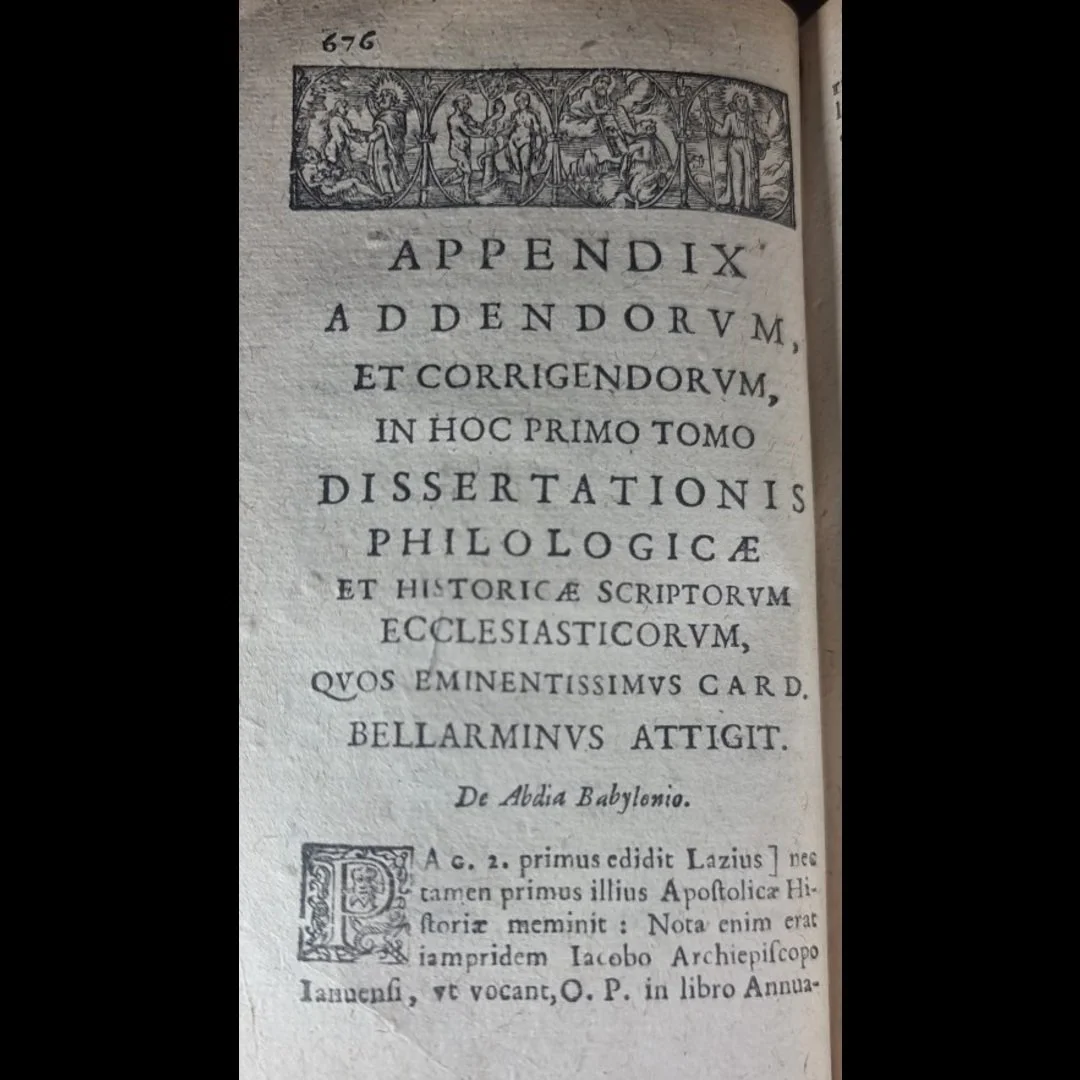 676
APPENDIX
ADDENDORVM,
ET CORRIGENDORVM,
IN HOC PRIMO TOMO
DISSERTATIONIS
PHILOLOGICÆ
ET HISTORICÆ SCRIPTORVM
ECCLESIASTICORVM,
QVOS EMINENTISSIMVS CARD.
BELLARMINVS ATTIGIT.
De Abdia Babylonio.
PAG. 2. primus edidit Lazius] nec
tamen primus illius Apoſtolicæ Hi-
ſtoriæ meminit : Nota enim erat
iampridem Iacobo Archiepiſcopo
Ianuenſi, vt vocant, O. P. in libro Annua-